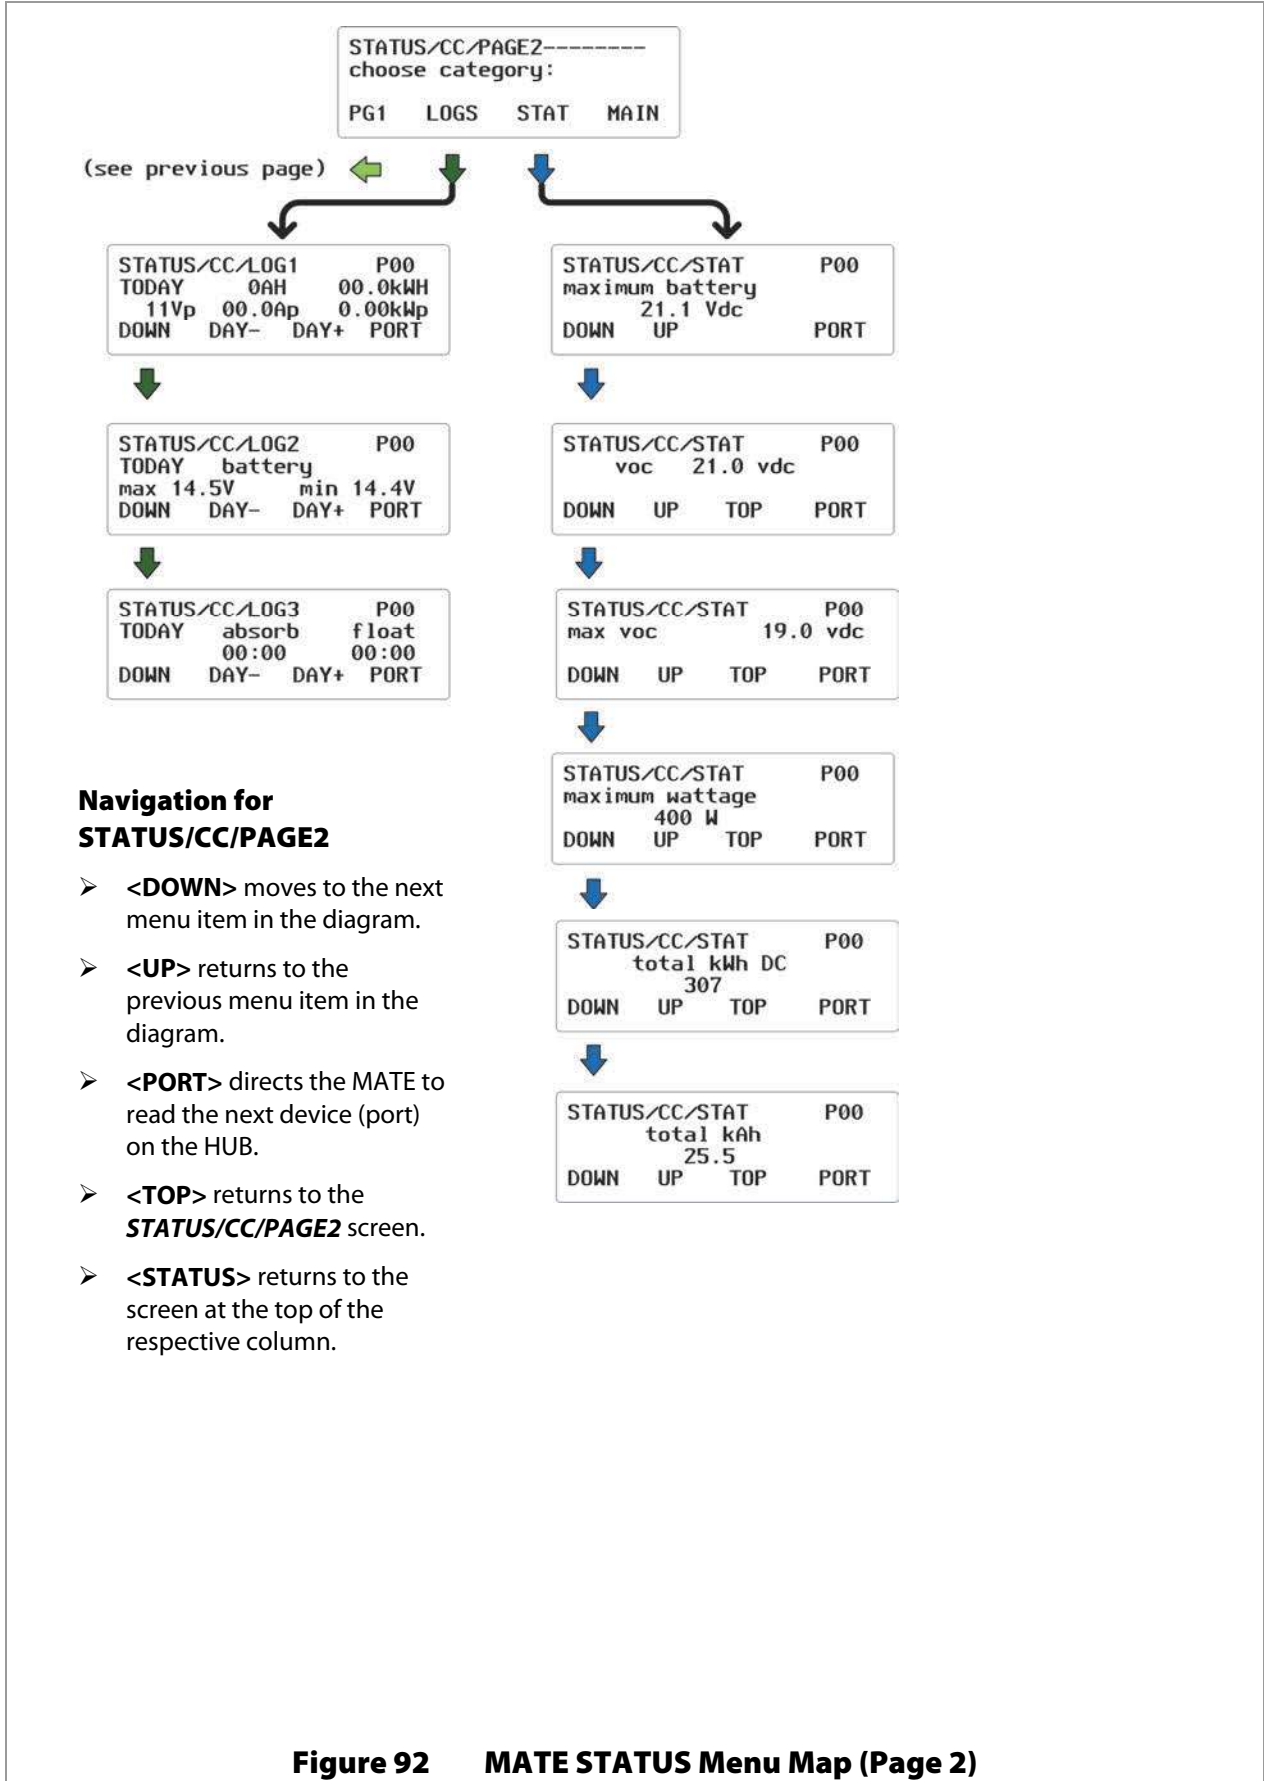 STATUS/CC/PAGE2--------
choose category:
PG1 LOGS STAT MAIN
(see previous page)
STATUS/CC/LOG1 P00
TODAY 0AH 00.0kWH
11Vp 00.0Ap 0.00kWp
DOWN DAY- DAY+ PORT
STATUS/CC/LOG2 P00
TODAY battery
max 14.5V min 14.4V
DOWN DAY- DAY+ PORT
STATUS/CC/LOG3 P00
TODAY absorb float
00:00 00:00
DOWN DAY- DAY+ PORT
STATUS/CC/STAT P00
maximum battery
21.1 Vdc
DOWN UP PORT
STATUS/CC/STAT P00
voc 21.0 vdc
DOWN UP TOP PORT
STATUS/CC/STAT P00
max voc 19.0 vdc
DOWN UP TOP PORT
STATUS/CC/STAT P00
maximum wattage
400 W
DOWN UP TOP PORT
STATUS/CC/STAT P00
total kWh DC
307
DOWN UP TOP PORT
STATUS/CC/STAT P00
total kAh
25.5
DOWN UP TOP PORT
Navigation for
STATUS/CC/PAGE2
➢ <DOWN> moves to the next
menu item in the diagram.
➢ <UP> returns to the
previous menu item in the
diagram.
➢ <PORT> directs the MATE to
read the next device (port)
on the HUB.
➢ <TOP> returns to the
STATUS/CC/PAGE2 screen.
➢ <STATUS> returns to the
screen at the top of the
respective column.
Figure 92 MATE STATUS Menu Map (Page 2)